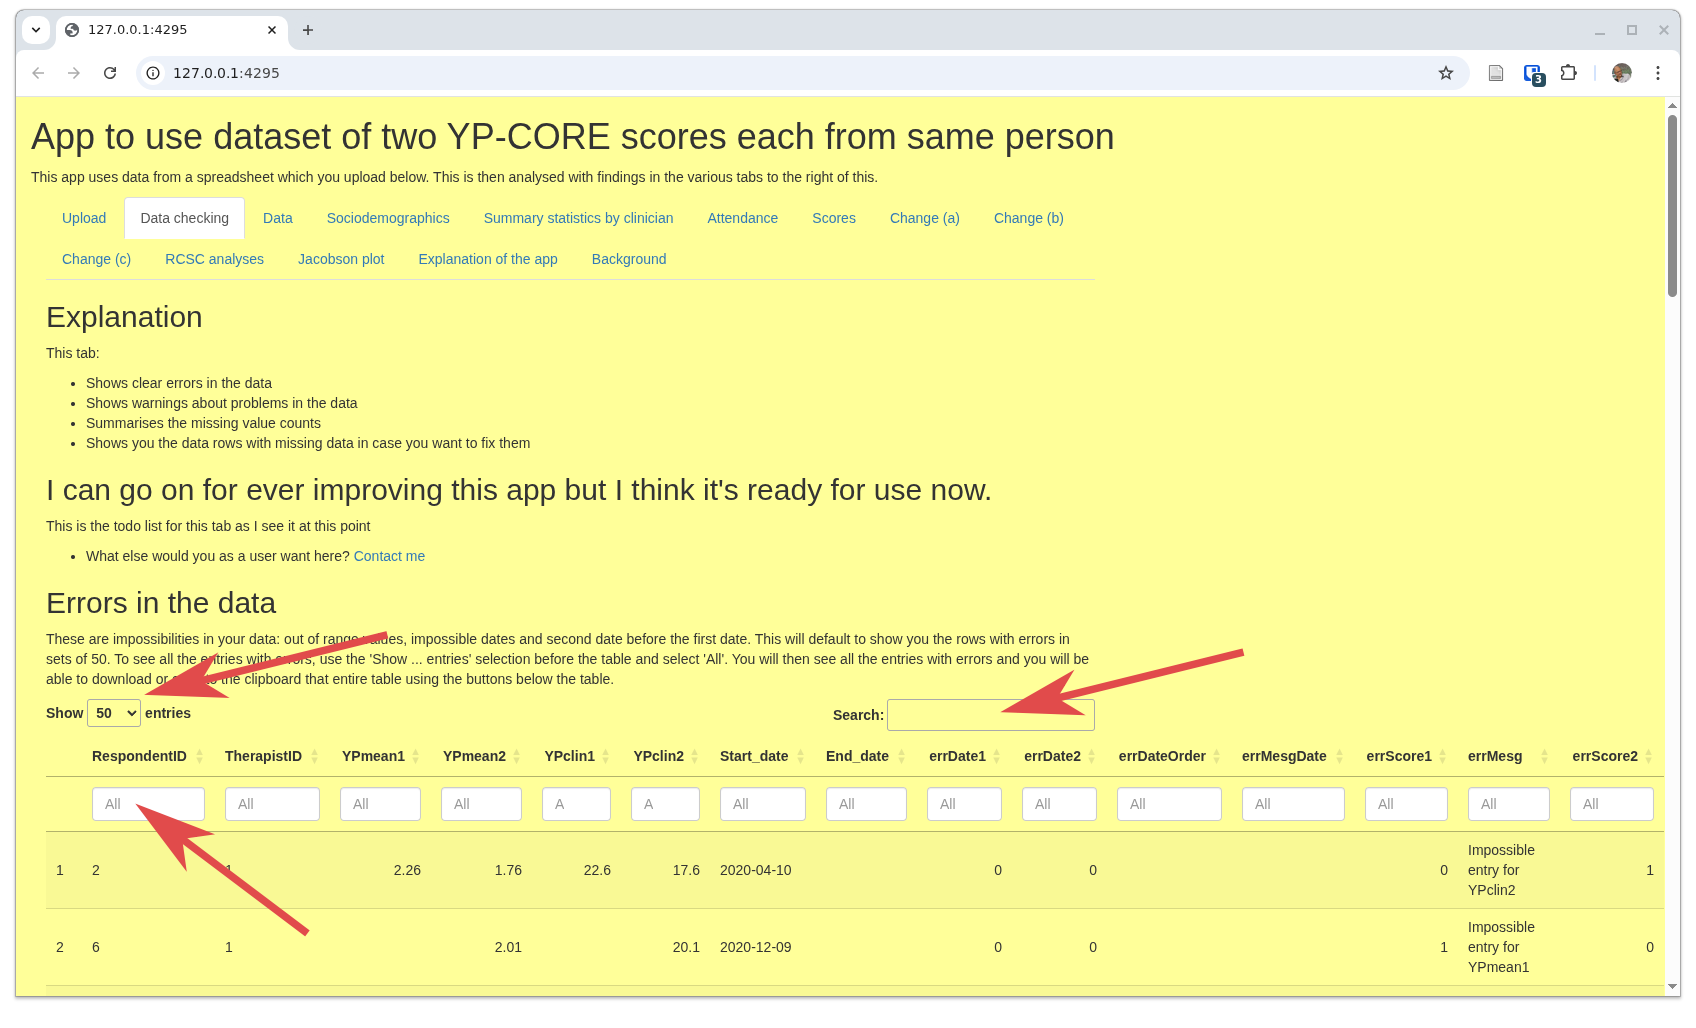 127.0.0.1:4295
127.0.0.1:4295
3
App to use dataset of two YP-CORE scores each from same person
This app uses data from a spreadsheet which you upload below. This is then analysed with findings in the various tabs to the right of this.
Upload Data checking Data Sociodemographics Summary statistics by clinician Attendance Scores Change (a) Change (b)
Change (c) RCSC analyses Jacobson plot Explanation of the app Background
Explanation
This tab:
• Shows clear errors in the data
• Shows warnings about problems in the data
• Summarises the missing value counts
• Shows you the data rows with missing data in case you want to fix them
I can go on for ever improving this app but I think it's ready for use now.
This is the todo list for this tab as I see it at this point
• What else would you as a user want here? Contact me
Errors in the data
These are impossibilities in your data: out of range values, impossible dates and second date before the first date. This will default to show you the rows with errors in
sets of 50. To see all the entries with errors, use the 'Show ... entries' selection before the table and select 'All'. You will then see all the entries with errors and you will be
able to download or to the clipboard that entire table using the buttons below the table.
Show 50 entries Search:
RespondentID TherapistID YPmean1 YPmean2 YPclin1 YPclin2 Start_date End_date errDate1 errDate2 errDateOrder errMesgDate errScore1 errMesg errScore2
All All All All A A All All All All All All All All All
1 2 1 2.26 1.76 22.6 17.6 2020-04-10 0 0 0 Impossible entry for YPclin2 1
2 6 1 2.01 20.1 2020-12-09 0 0 1 Impossible entry for YPmean1 0